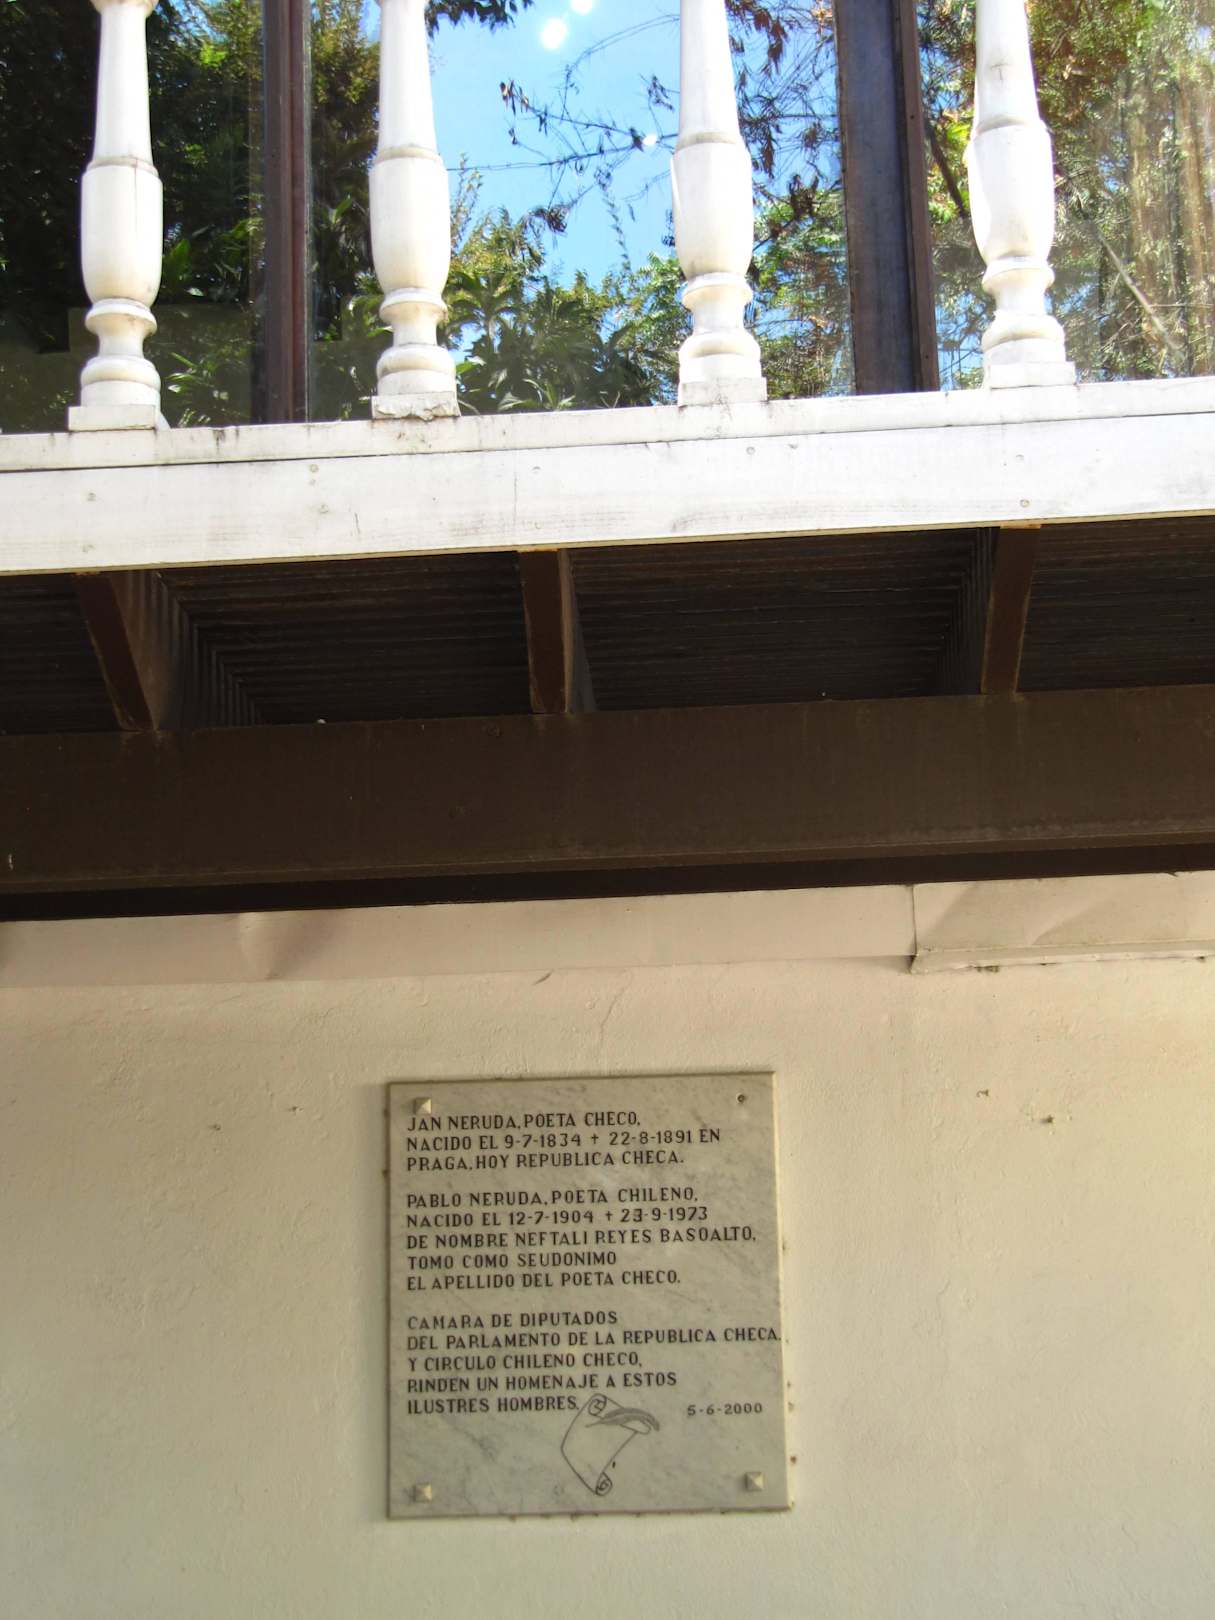 JAN NERUDA, POETA CHECO,
NACIDO EL 9-7-1834 + 22-8-1891 EN
PRAGA, HOY REPUBLICA CHECA.
PABLO NERUDA, POETA CHILENO,
NACIDO EL 12-7-1904 + 23-9-1973
DE NOMBRE NEFTALI REYES BASOALTO,
TOMO COMO SEUDONIMO
EL APELLIDO DEL POETA CHECO.
CAMARA DE DIPUTADOS
DEL PARLAMENTO DE LA REPUBLICA CHECA.
Y CIRCULO CHILENO CHECO,
RINDEN UN HOMENAJE A ESTOS
ILUSTRES HOMBRES.
5-6-2000